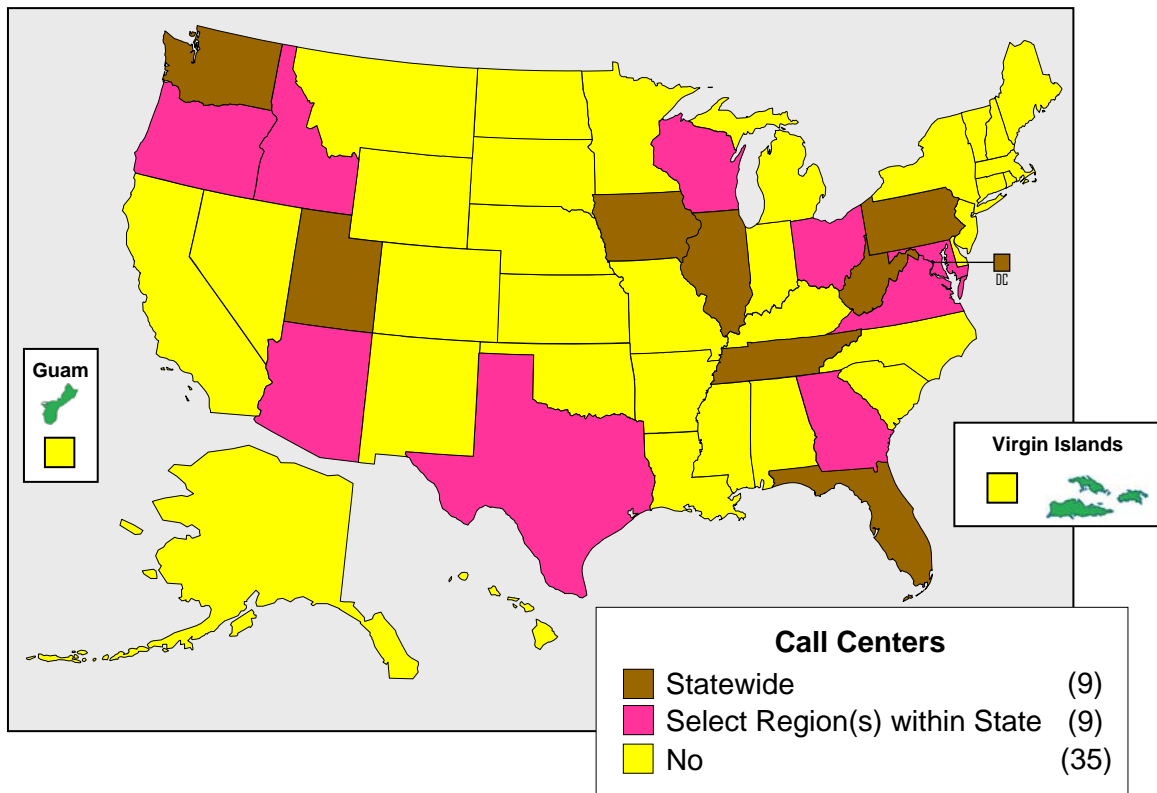 DC
Guam
Virgin Islands
Call Centers
Statewide (9)
Select Region(s) within State (9)
No (35)